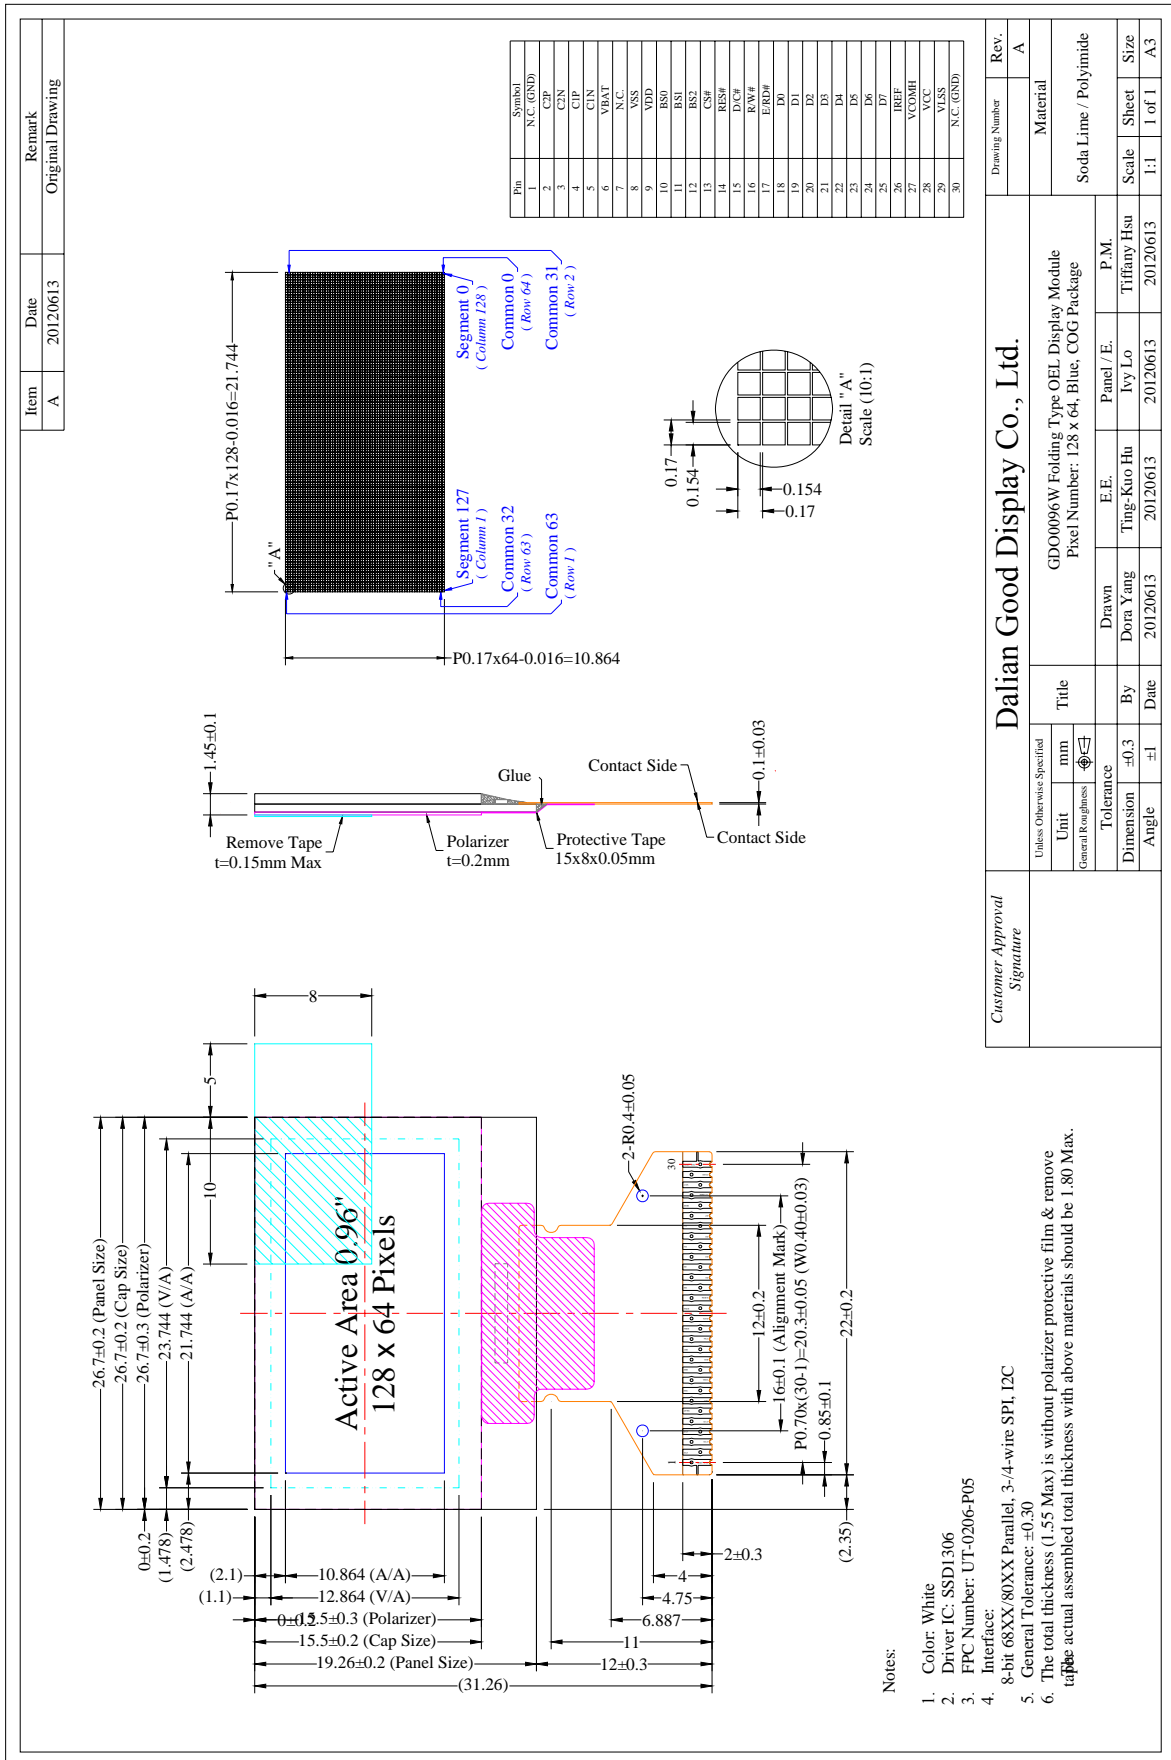 Item Date Remark
A 20120613 Original Drawing
26.7±0.2 (Panel Size)
26.7±0.2 (Cap Size)
26.7±0.3 (Polarizer)
23.744 (V/A)
21.744 (A/A)
10
5
8
0±0.2
(1.478)
(2.478)
Active Area 0.96"
128 x 64 Pixels
(2.1)
10.864 (A/A)
(1.1)
12.864 (V/A)
0±0.2
15.5±0.3 (Polarizer)
15.5±0.2 (Cap Size)
19.26±0.2 (Panel Size)
12±0.3
(31.26)
2-R0.4±0.05
30
12±0.2
16±0.1 (Alignment Mark)
P0.70x(30-1)=20.3±0.05 (W0.40±0.03)
0.85±0.1
22±0.2
(2.35)
2±0.3
4
4.75
6.887
11
1.45±0.1
Remove Tape
t=0.15mm Max
Polarizer
t=0.2mm
Glue
Protective Tape
15x8x0.05mm
Contact Side
Contact Side
0.1±0.03
P0.17x128-0.016=21.744
"A"
P0.17x64-0.016=10.864
Segment 127
( Column 1 )
Common 32
( Row 63 )
Common 63
( Row 1 )
Segment 0
( Column 128 )
Common 0
( Row 64 )
Common 31
( Row 2 )
0.17
0.154
0.154
0.17
Detail "A"
Scale (10:1)
Pin Symbol
1 N.C. (GND)
2 C2P
3 C2N
4 C1P
5 C1N
6 VBAT
7 N.C.
8 VSS
9 VDD
10 BS0
11 BS1
12 BS2
13 CS#
14 RES#
15 D/C#
16 R/W#
17 E/RD#
18 D0
19 D1
20 D2
21 D3
22 D4
23 D5
24 D6
25 D7
26 IREF
27 VCOMH
28 VCC
29 VLSS
30 N.C. (GND)
Notes:
1. Color: White
2. Driver IC: SSD1306
3. FPC Number: UT-0206-P05
4. Interface:
8-bit 68XX/80XX Parallel, 3-/4-wire SPI, I2C
5. General Tolerance: ±0.30
6. The total thickness (1.55 Max) is without polarizer protective film & remove
tape. The actual assembled total thickness with above materials should be 1.80 Max.
Customer Approval
Signature
Dalian Good Display Co., Ltd.
Drawing Number Rev.
A
Unless Otherwise Specified
Unit mm
General Roughness
Tolerance
Dimension ±0.3
Angle ±1
Title
GDO0096W Folding Type OEL Display Module
Pixel Number: 128 x 64, Blue, COG Package
Material
Soda Lime / Polyimide
Drawn E.E. Panel / E. P.M.
By Dora Yang Ting-Kuo Hu Ivy Lo Tiffany Hsu
Date 20120613 20120613 20120613 20120613
Scale Sheet Size
1:1 1 of 1 A3